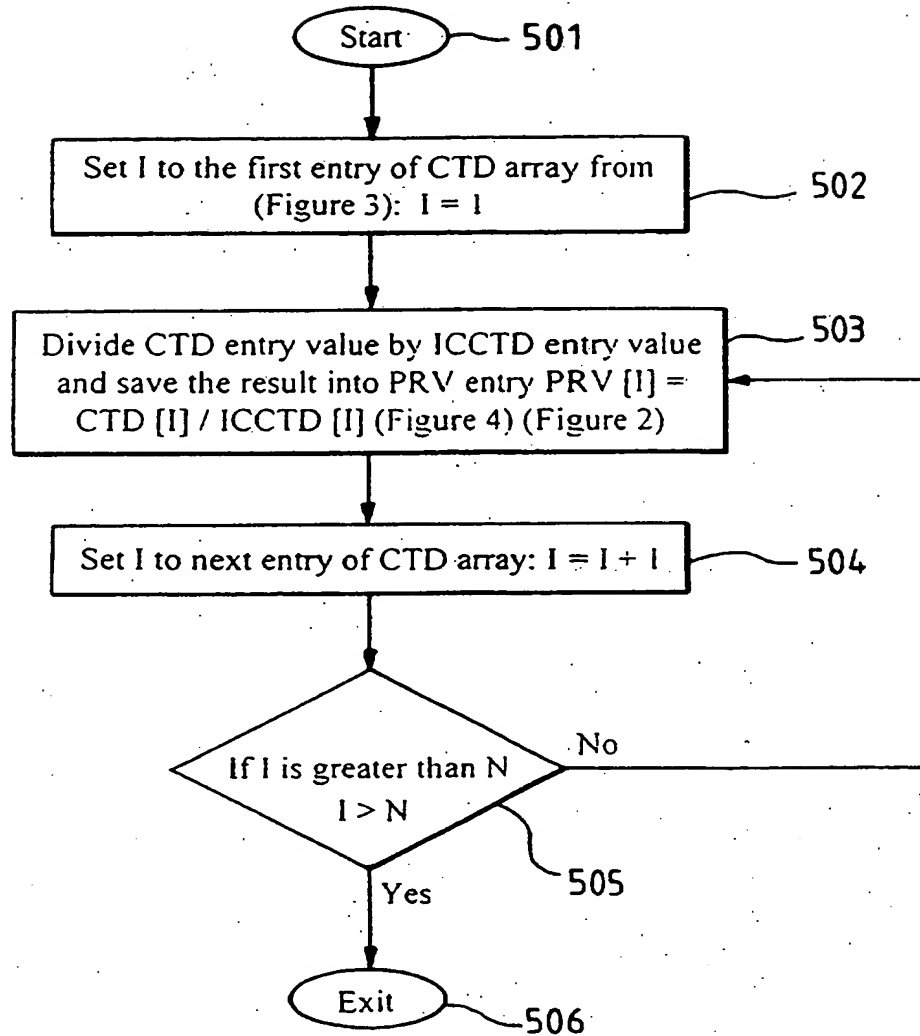 Start
501
Set I to the first entry of CTD array from
(Figure 3): I = 1
502
503
Divide CTD entry value by ICCTD entry value
and save the result into PRV entry PRV [I] =
CTD [I] / ICCTD [I] (Figure 4) (Figure 2)
Set I to next entry of CTD array: I = I + 1
504
If I is greater than N
I > N
No
505
Yes
Exit
506